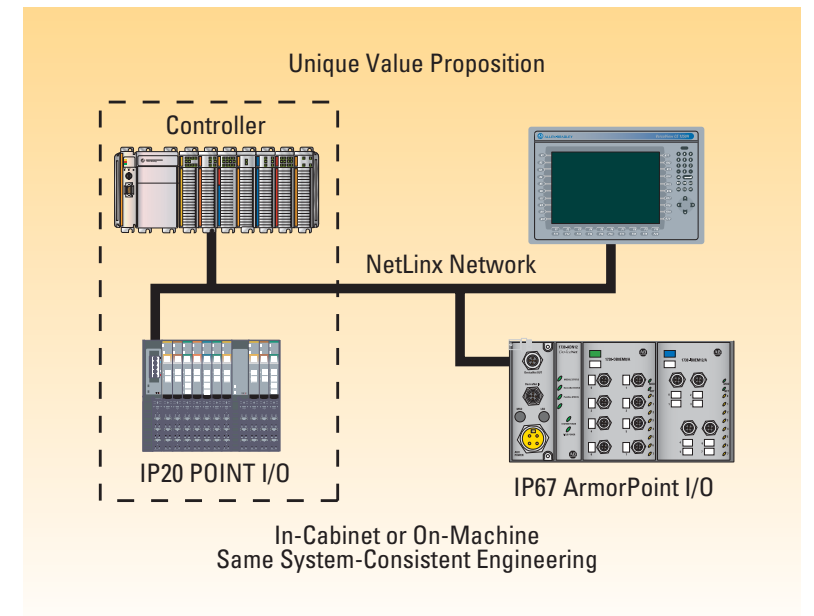 Unique Value Proposition
Controller
NetLinx Network
IP20 POINT I/O
IP67 ArmorPoint I/O
In-Cabinet or On-Machine
Same System-Consistent Engineering